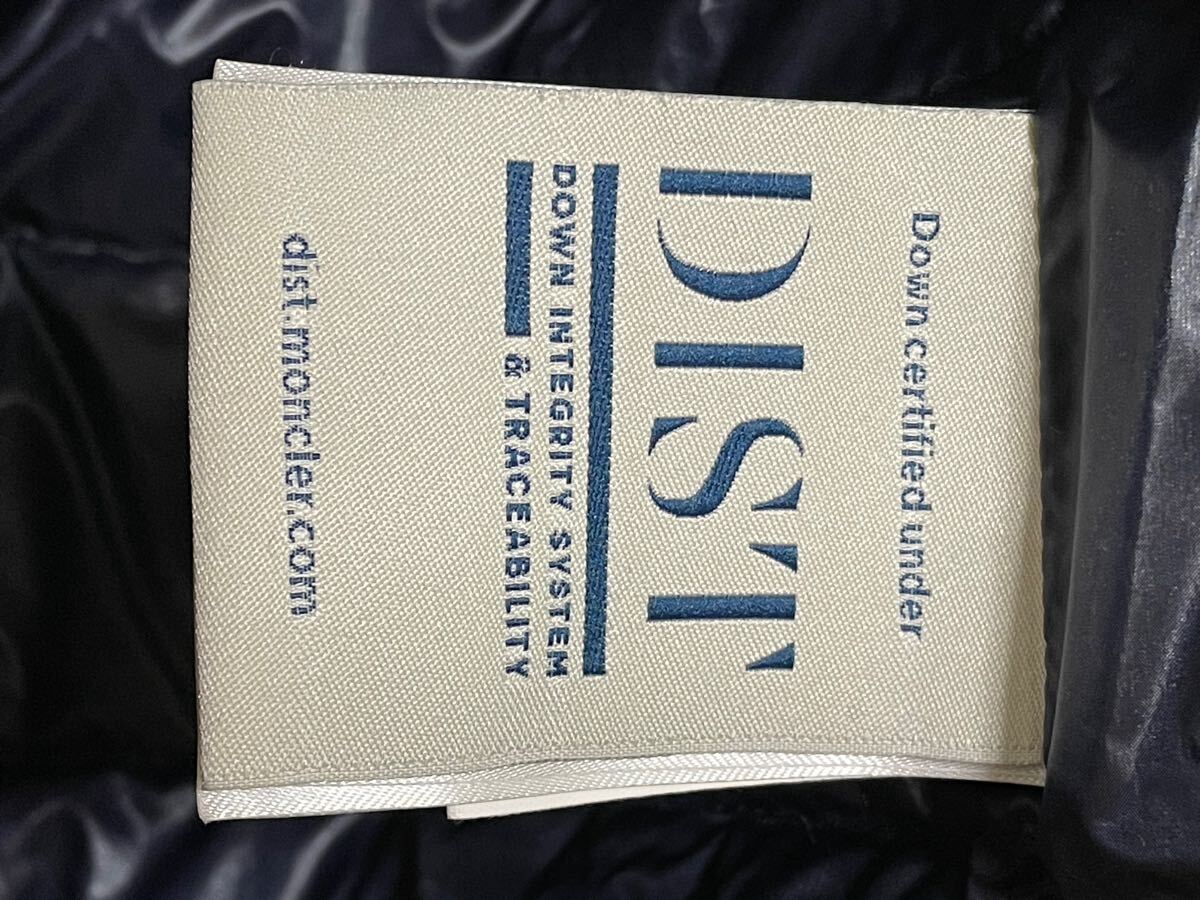 Down certified under
DIST
DOWN INTEGRITY SYSTEM
& TRACEABILITY
dist.moncler.com